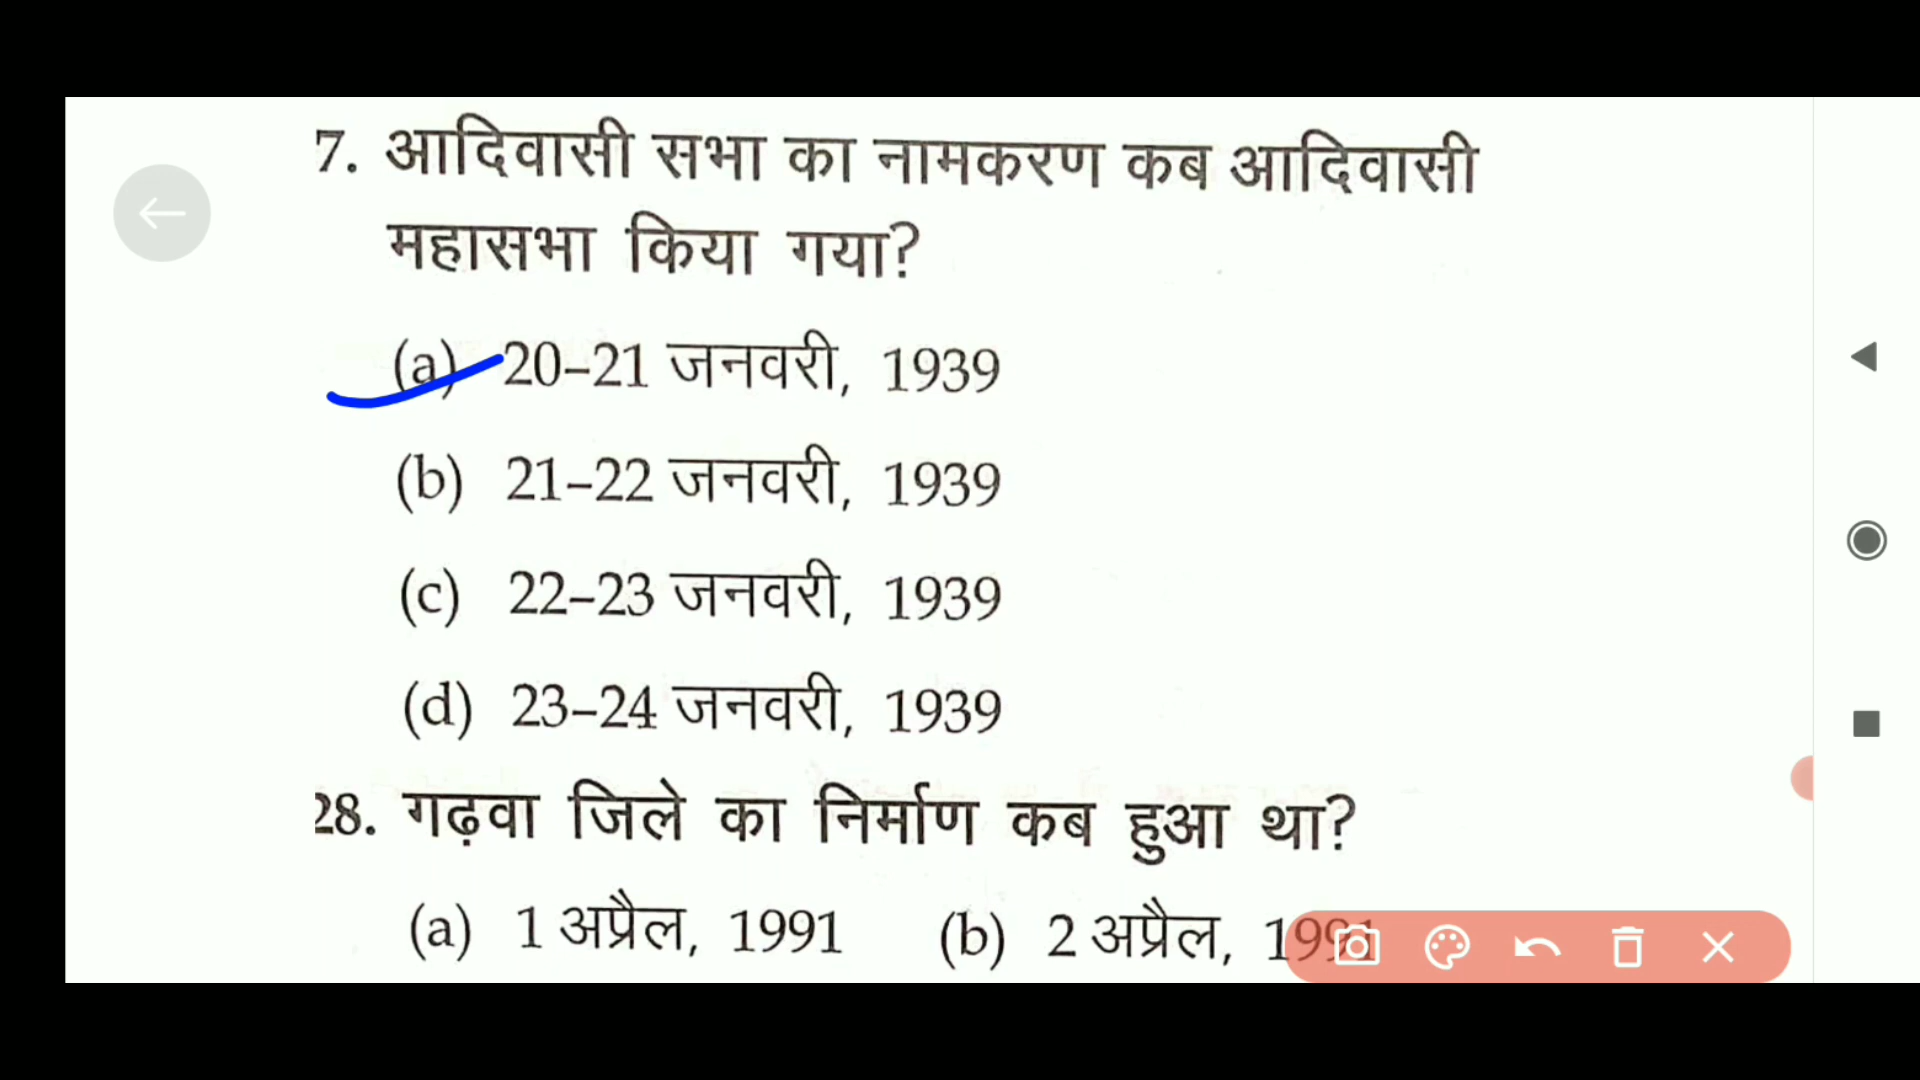 7. आदिवासी सभा का नामकरण कब आदिवासी
महासभा किया गया?
(a) 20–21 जनवरी, 1939
(b) 21–22 जनवरी, 1939
(c) 22–23 जनवरी, 1939
(d) 23–24 जनवरी, 1939
28. गढ़वा जिले का निर्माण कब हुआ था?
(a) 1 अप्रैल, 1991 (b) 2 अप्रैल, 1991